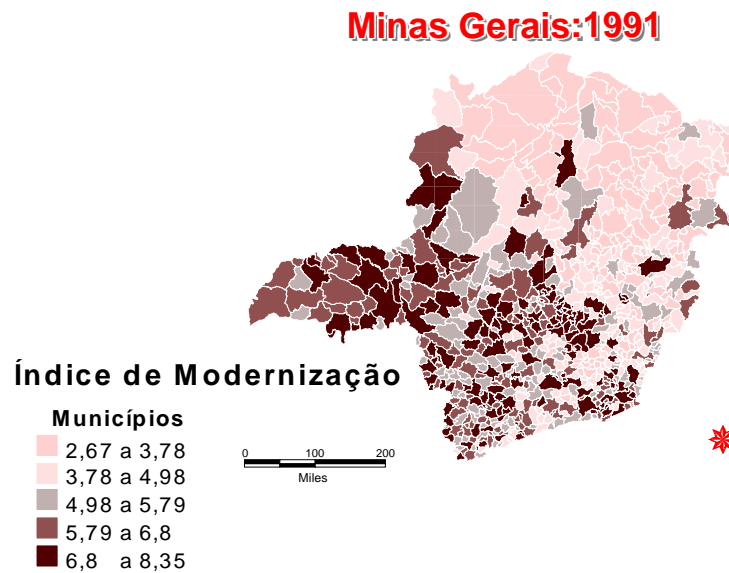 Minas Gerais:1991
Índice de Modernização
Municípios
2,67 a 3,78
3,78 a 4,98
4,98 a 5,79
5,79 a 6,8
6,8 a 8,35
0 100 200
Miles